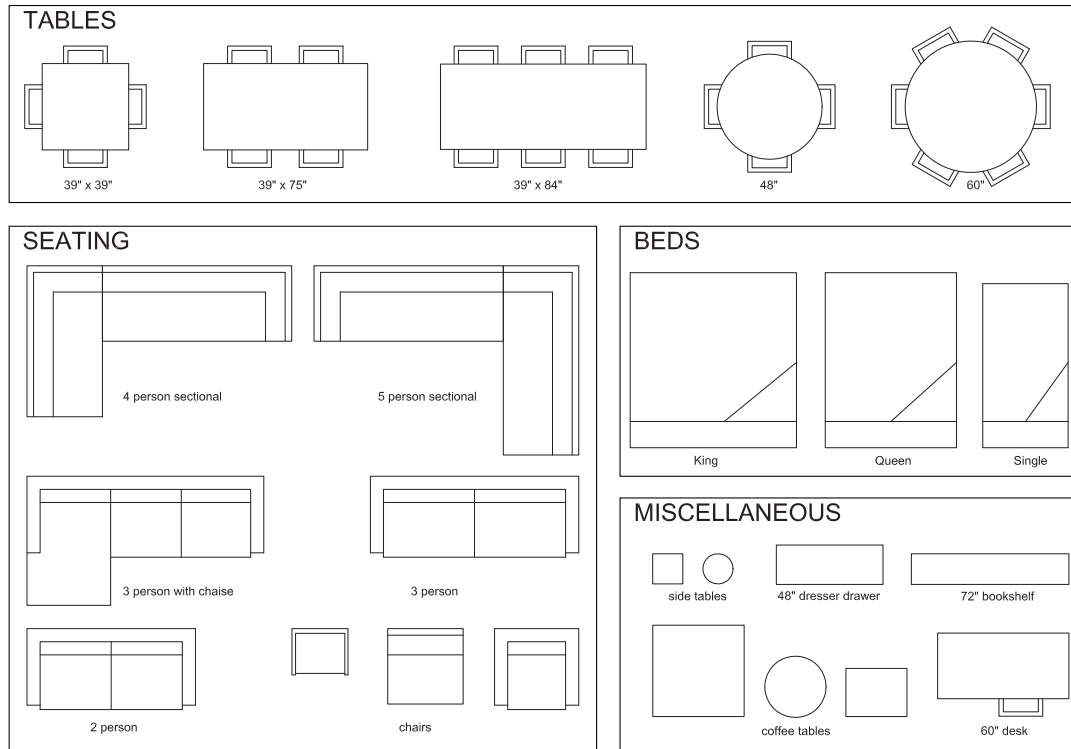 TABLES
39" x 39"
39" x 75"
39" x 84"
48"
60"
SEATING
4 person sectional
5 person sectional
3 person with chaise
3 person
2 person
chairs
BEDS
King
Queen
Single
MISCELLANEOUS
side tables
48" dresser drawer
72" bookshelf
coffee tables
60" desk